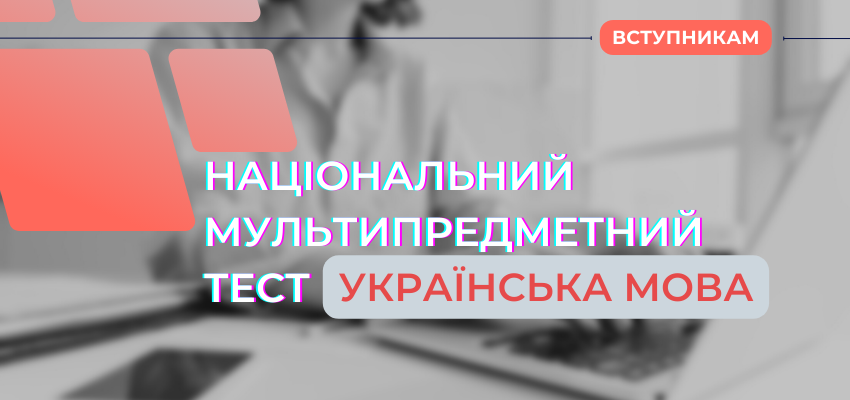 ВСТУПНИКАМ
НАЦІОНАЛЬНИЙ
МУЛЬТИПРЕДМЕТНИЙ
ТЕСТ УКРАЇНСЬКА МОВА